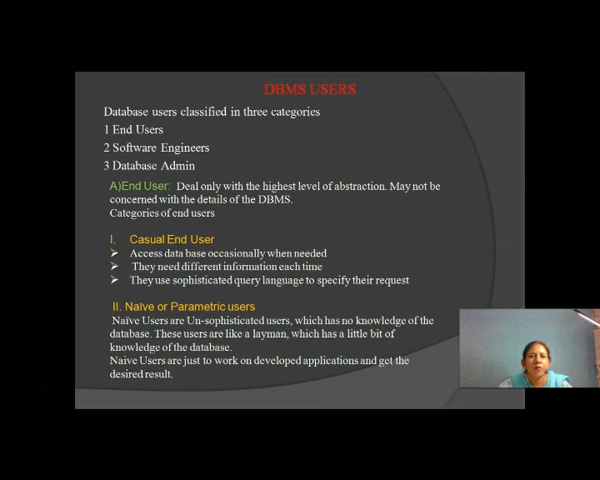 DBMS USERS
Database users classified in three categories
1 End Users
2 Software Engineers
3 Database Admin
A)End User: Deal only with the highest level of abstraction. May not be
concerned with the details of the DBMS.
Categories of end users
I. Casual End User
➢ Access data base occasionally when needed
➢ They need different information each time
➢ They use sophisticated query language to specify their request
II. Naïve or Parametric users
Naïve Users are Un-sophisticated users, which has no knowledge of the
database. These users are like a layman, which has a little bit of
knowledge of the database.
Naive Users are just to work on developed applications and get the
desired result.